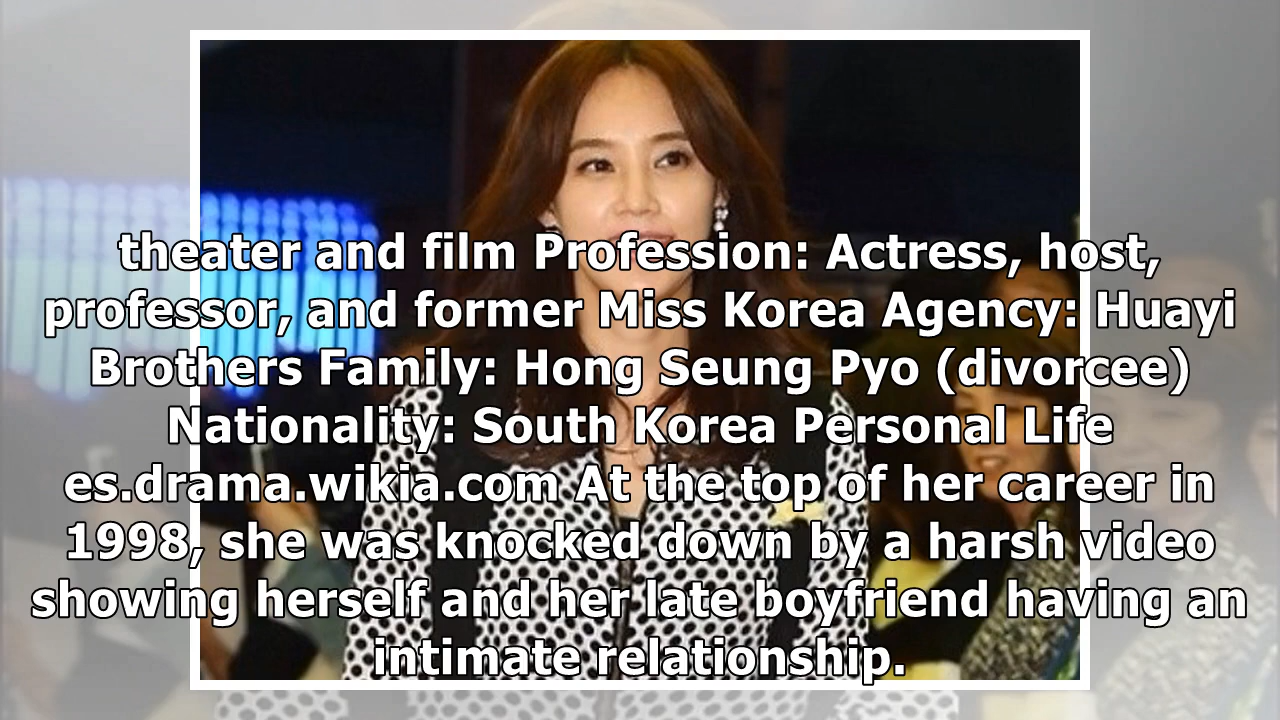 theater and film Profession: Actress, host,
professor, and former Miss Korea Agency: Huayi
Brothers Family: Hong Seung Pyo (divorcee)
Nationality: South Korea Personal Life
es.drama.wikia.com At the top of her career in
1998, she was knocked down by a harsh video
showing herself and her late boyfriend having an
intimate relationship.